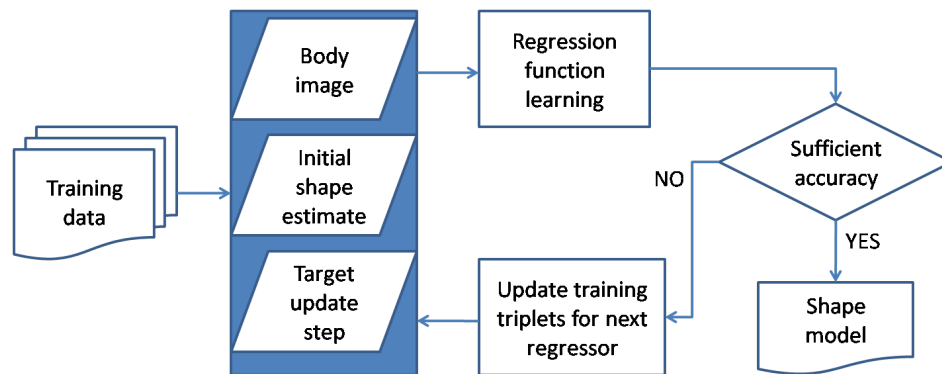 Training
data
Body
image
Initial
shape
estimate
Target
update
step
Regression
function
learning
Sufficient
accuracy
NO
YES
Update training
triplets for next
regressor
Shape
model